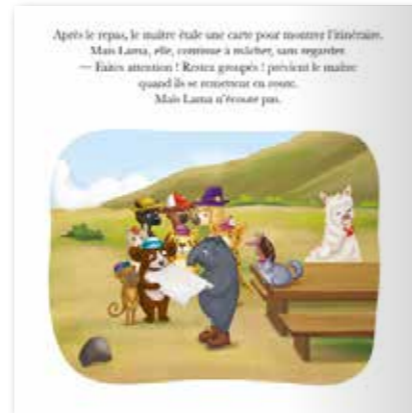 Après le repas, le maître étale une carte pour montrer l'itinéraire.
Mais Lama, elle, continue à mâcher, sans regarder.
— Faites attention ! Restez groupés ! prévient le maître
quand ils se remettent en route.
Mais Lama n'écoute pas.